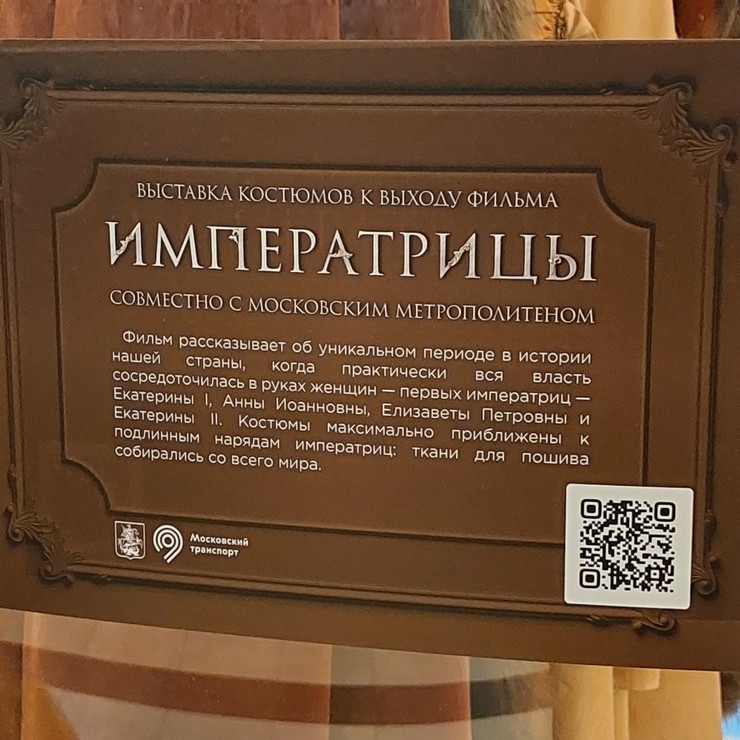 ВЫСТАВКА КОСТЮМОВ К ВЫХОДУ ФИЛЬМА
ИМПЕРАТРИЦЫ
СОВМЕСТНО С МОСКОВСКИМ МЕТРОПОЛИТЕНОМ
Фильм рассказывает об уникальном периоде в истории
нашей страны, когда практически вся власть
сосредоточилась в руках женщин — первых императриц —
Екатерины I, Анны Иоанновны, Елизаветы Петровны и
Екатерины II. Костюмы максимально приближены к
подлинным нарядам императриц: ткани для пошива
собирались со всего мира.
Московский
транспорт